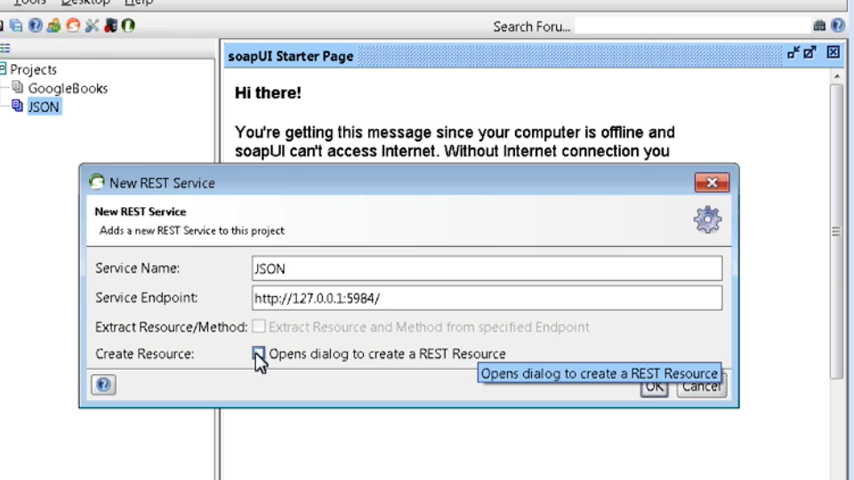 Tools Desktop Help
Search Foru...
Projects
GoogleBooks
JSON
soapUI Starter Page
Hi there!
You're getting this message since your computer is offline and
soapUI can't access Internet. Without Internet connection you
New REST Service
New REST Service
Adds a new REST Service to this project
Service Name: JSON
Service Endpoint: http://127.0.0.1:5984/
Extract Resource/Method: Extract Resource and Method from specified Endpoint
Create Resource: Opens dialog to create a REST Resource
Opens dialog to create a REST Resource
OK Cancel